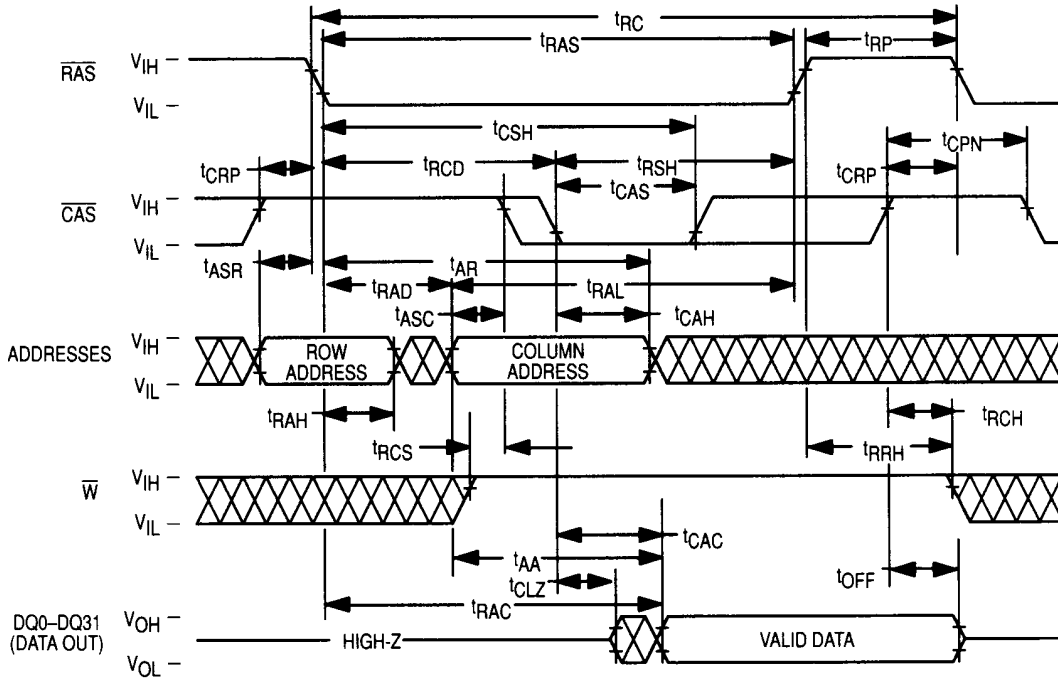 tRC
tRAS
tRP
RAS
VIH
VIL
tCSH
tCPN
tCRP
tRCD
tRSH
tCRP
tCAS
CAS
VIH
VIL
tASR
tAR
tRAD
tRAL
tASC
tCAH
ADDRESSES
VIH
VIL
ROW
ADDRESS
COLUMN
ADDRESS
tRAH
tRCH
tRCS
tRRH
W
VIH
VIL
tCAC
tAA
tOFF
tCLZ
tRAC
DQ0–DQ31
(DATA OUT)
VOH
VOL
HIGH-Z
VALID DATA